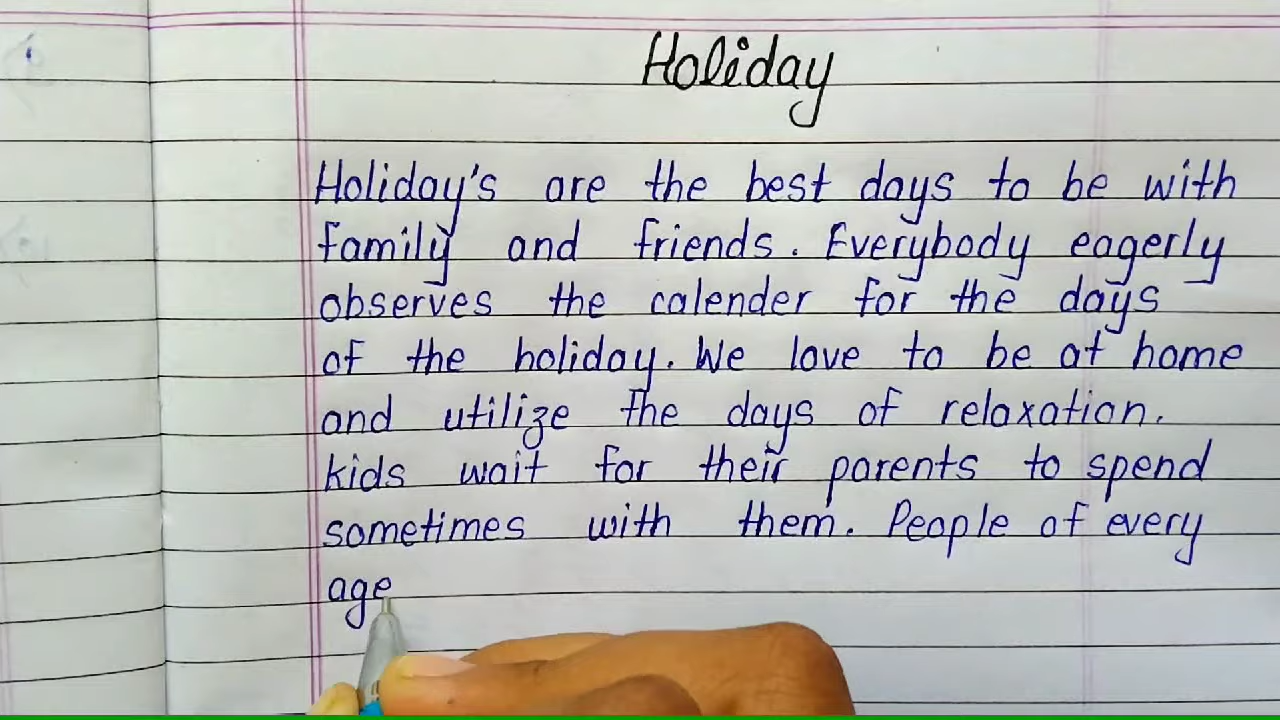 Holiday
Holiday's are the best days to be with
family and friends. Everybody eagerly
observes the calender for the days
of the holiday. We love to be at home
and utilize the days of relaxation.
kids wait for their parents to spend
sometimes with them. People of every
age